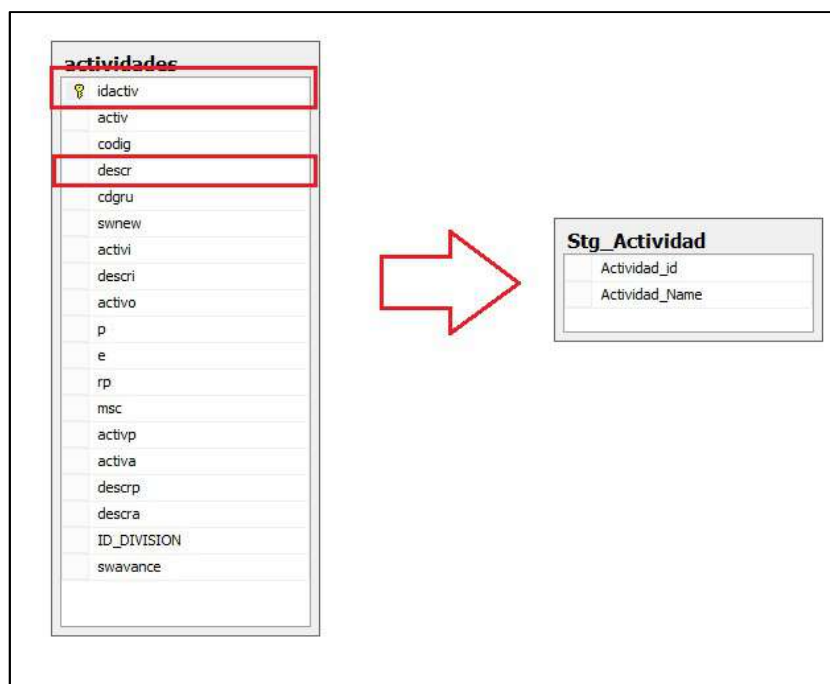 actividades
idactiv
activ
codig
descr
cdgru
swnew
activi
descri
activo
p
e
rp
msc
activp
activa
descrp
descra
ID_DIVISION
swavance
Stg_Actividad
Actividad_id
Actividad_Name